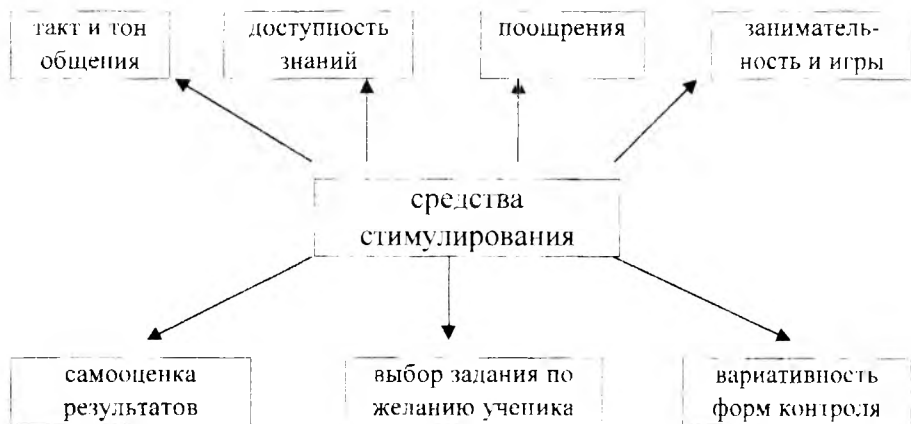 такт и тон
общения
доступность
знаний
поощрения
заниматель-
ность и игры
средства
стимулирования
самооценка
результатов
выбор задания по
желанию ученика
вариативность
форм контроля